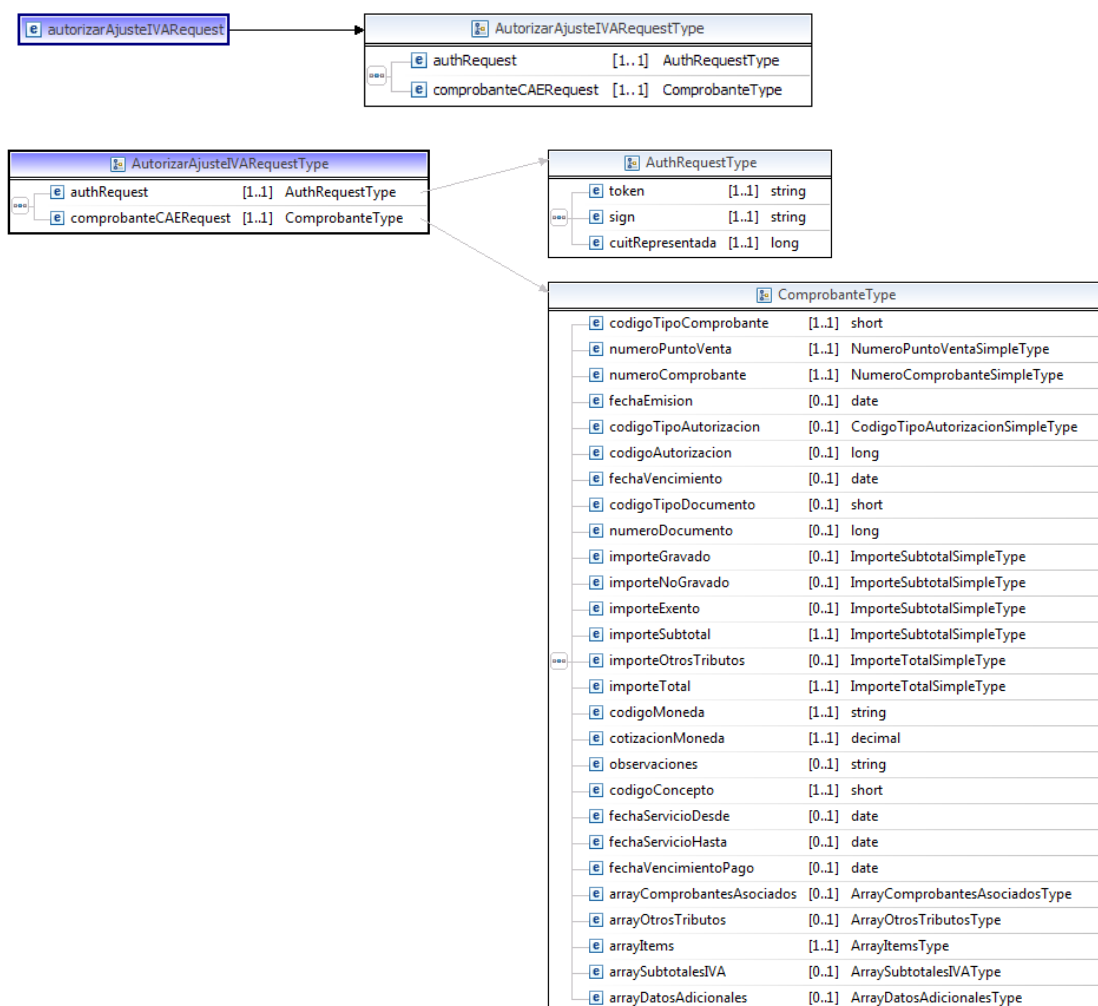 autorizarAjusteIVARequest
AutorizarAjusteIVARequestType
authRequest [1..1] AuthRequestType
comprobanteCAERequest [1..1] ComprobanteType
AutorizarAjusteIVARequestType
authRequest [1..1] AuthRequestType
comprobanteCAERequest [1..1] ComprobanteType
AuthRequestType
token [1..1] string
sign [1..1] string
cuitRepresentada [1..1] long
ComprobanteType
codigoTipoComprobante [1..1] short
numeroPuntoVenta [1..1] NumeroPuntoVentaSimpleType
numeroComprobante [1..1] NumeroComprobanteSimpleType
fechaEmision [0..1] date
codigoTipoAutorizacion [0..1] CodigoTipoAutorizacionSimpleType
codigoAutorizacion [0..1] long
fechaVencimiento [0..1] date
codigoTipoDocumento [0..1] short
numeroDocumento [0..1] long
importeGravado [0..1] ImporteSubtotalSimpleType
importeNoGravado [0..1] ImporteSubtotalSimpleType
importeExento [0..1] ImporteSubtotalSimpleType
importeSubtotal [1..1] ImporteSubtotalSimpleType
importeOtrosTributos [0..1] ImporteTotalSimpleType
importeTotal [1..1] ImporteTotalSimpleType
codigoMoneda [1..1] string
cotizacionMoneda [1..1] decimal
observaciones [0..1] string
codigoConcepto [1..1] short
fechaServicioDesde [0..1] date
fechaServicioHasta [0..1] date
fechaVencimientoPago [0..1] date
arrayComprobantesAsociados [0..1] ArrayComprobantesAsociadosType
arrayOtrosTributos [0..1] ArrayOtrosTributosType
arrayItems [1..1] ArrayItemsType
arraySubtotalesIVA [0..1] ArraySubtotalesIVAType
arrayDatosAdicionales [0..1] ArrayDatosAdicionalesType